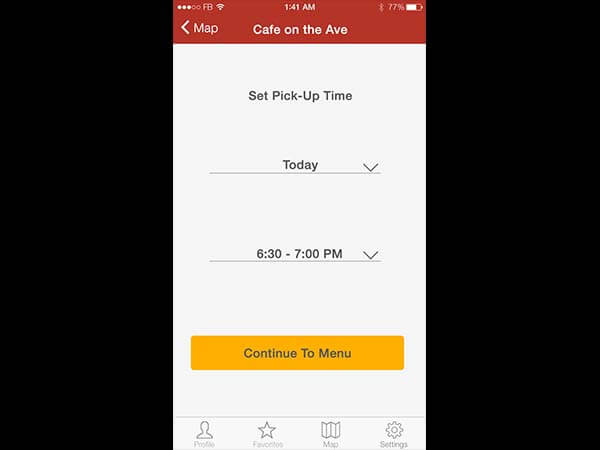 FB 1:41 AM 77%
Map Cafe on the Ave
Set Pick-Up Time
Today
6:30 - 7:00 PM
Continue To Menu
Profile Favorites Map Settings